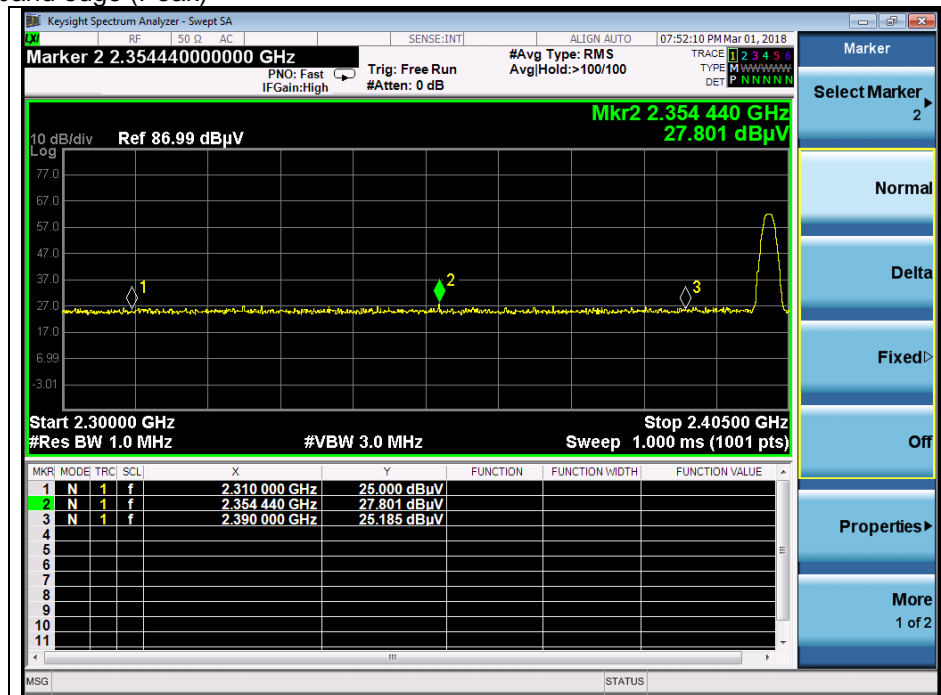 band edge (Peak)
Keysight Spectrum Analyzer - Swept SA
LXI RF 50 Ω AC SENSE:INT ALIGN AUTO 07:52:10 PM Mar 01, 2018
Marker 2 2.354440000000 GHz
PNO: Fast
IFGain:High
Trig: Free Run
#Atten: 0 dB
#Avg Type: RMS
Avg|Hold:>100/100
TRACE 1 2 3 4 5 6
TYPE M WWWWW
DET P N N N N N
Mkr2 2.354 440 GHz
27.801 dBµV
10 dB/div Ref 86.99 dBµV
Log
77.0
67.0
57.0
47.0
37.0
27.0
17.0
6.99
-3.01
1
2
3
Start 2.30000 GHz Stop 2.40500 GHz
#Res BW 1.0 MHz #VBW 3.0 MHz Sweep 1.000 ms (1001 pts)
MKR MODE TRC SCL X Y FUNCTION FUNCTION WIDTH FUNCTION VALUE
1 N 1 f 2.310 000 GHz 25.000 dBµV
2 N 1 f 2.354 440 GHz 27.801 dBµV
3 N 1 f 2.390 000 GHz 25.185 dBµV
4
5
6
7
8
9
10
11
MSG STATUS
Marker
Select Marker
2
Normal
Delta
Fixed
Off
Properties
More
1 of 2